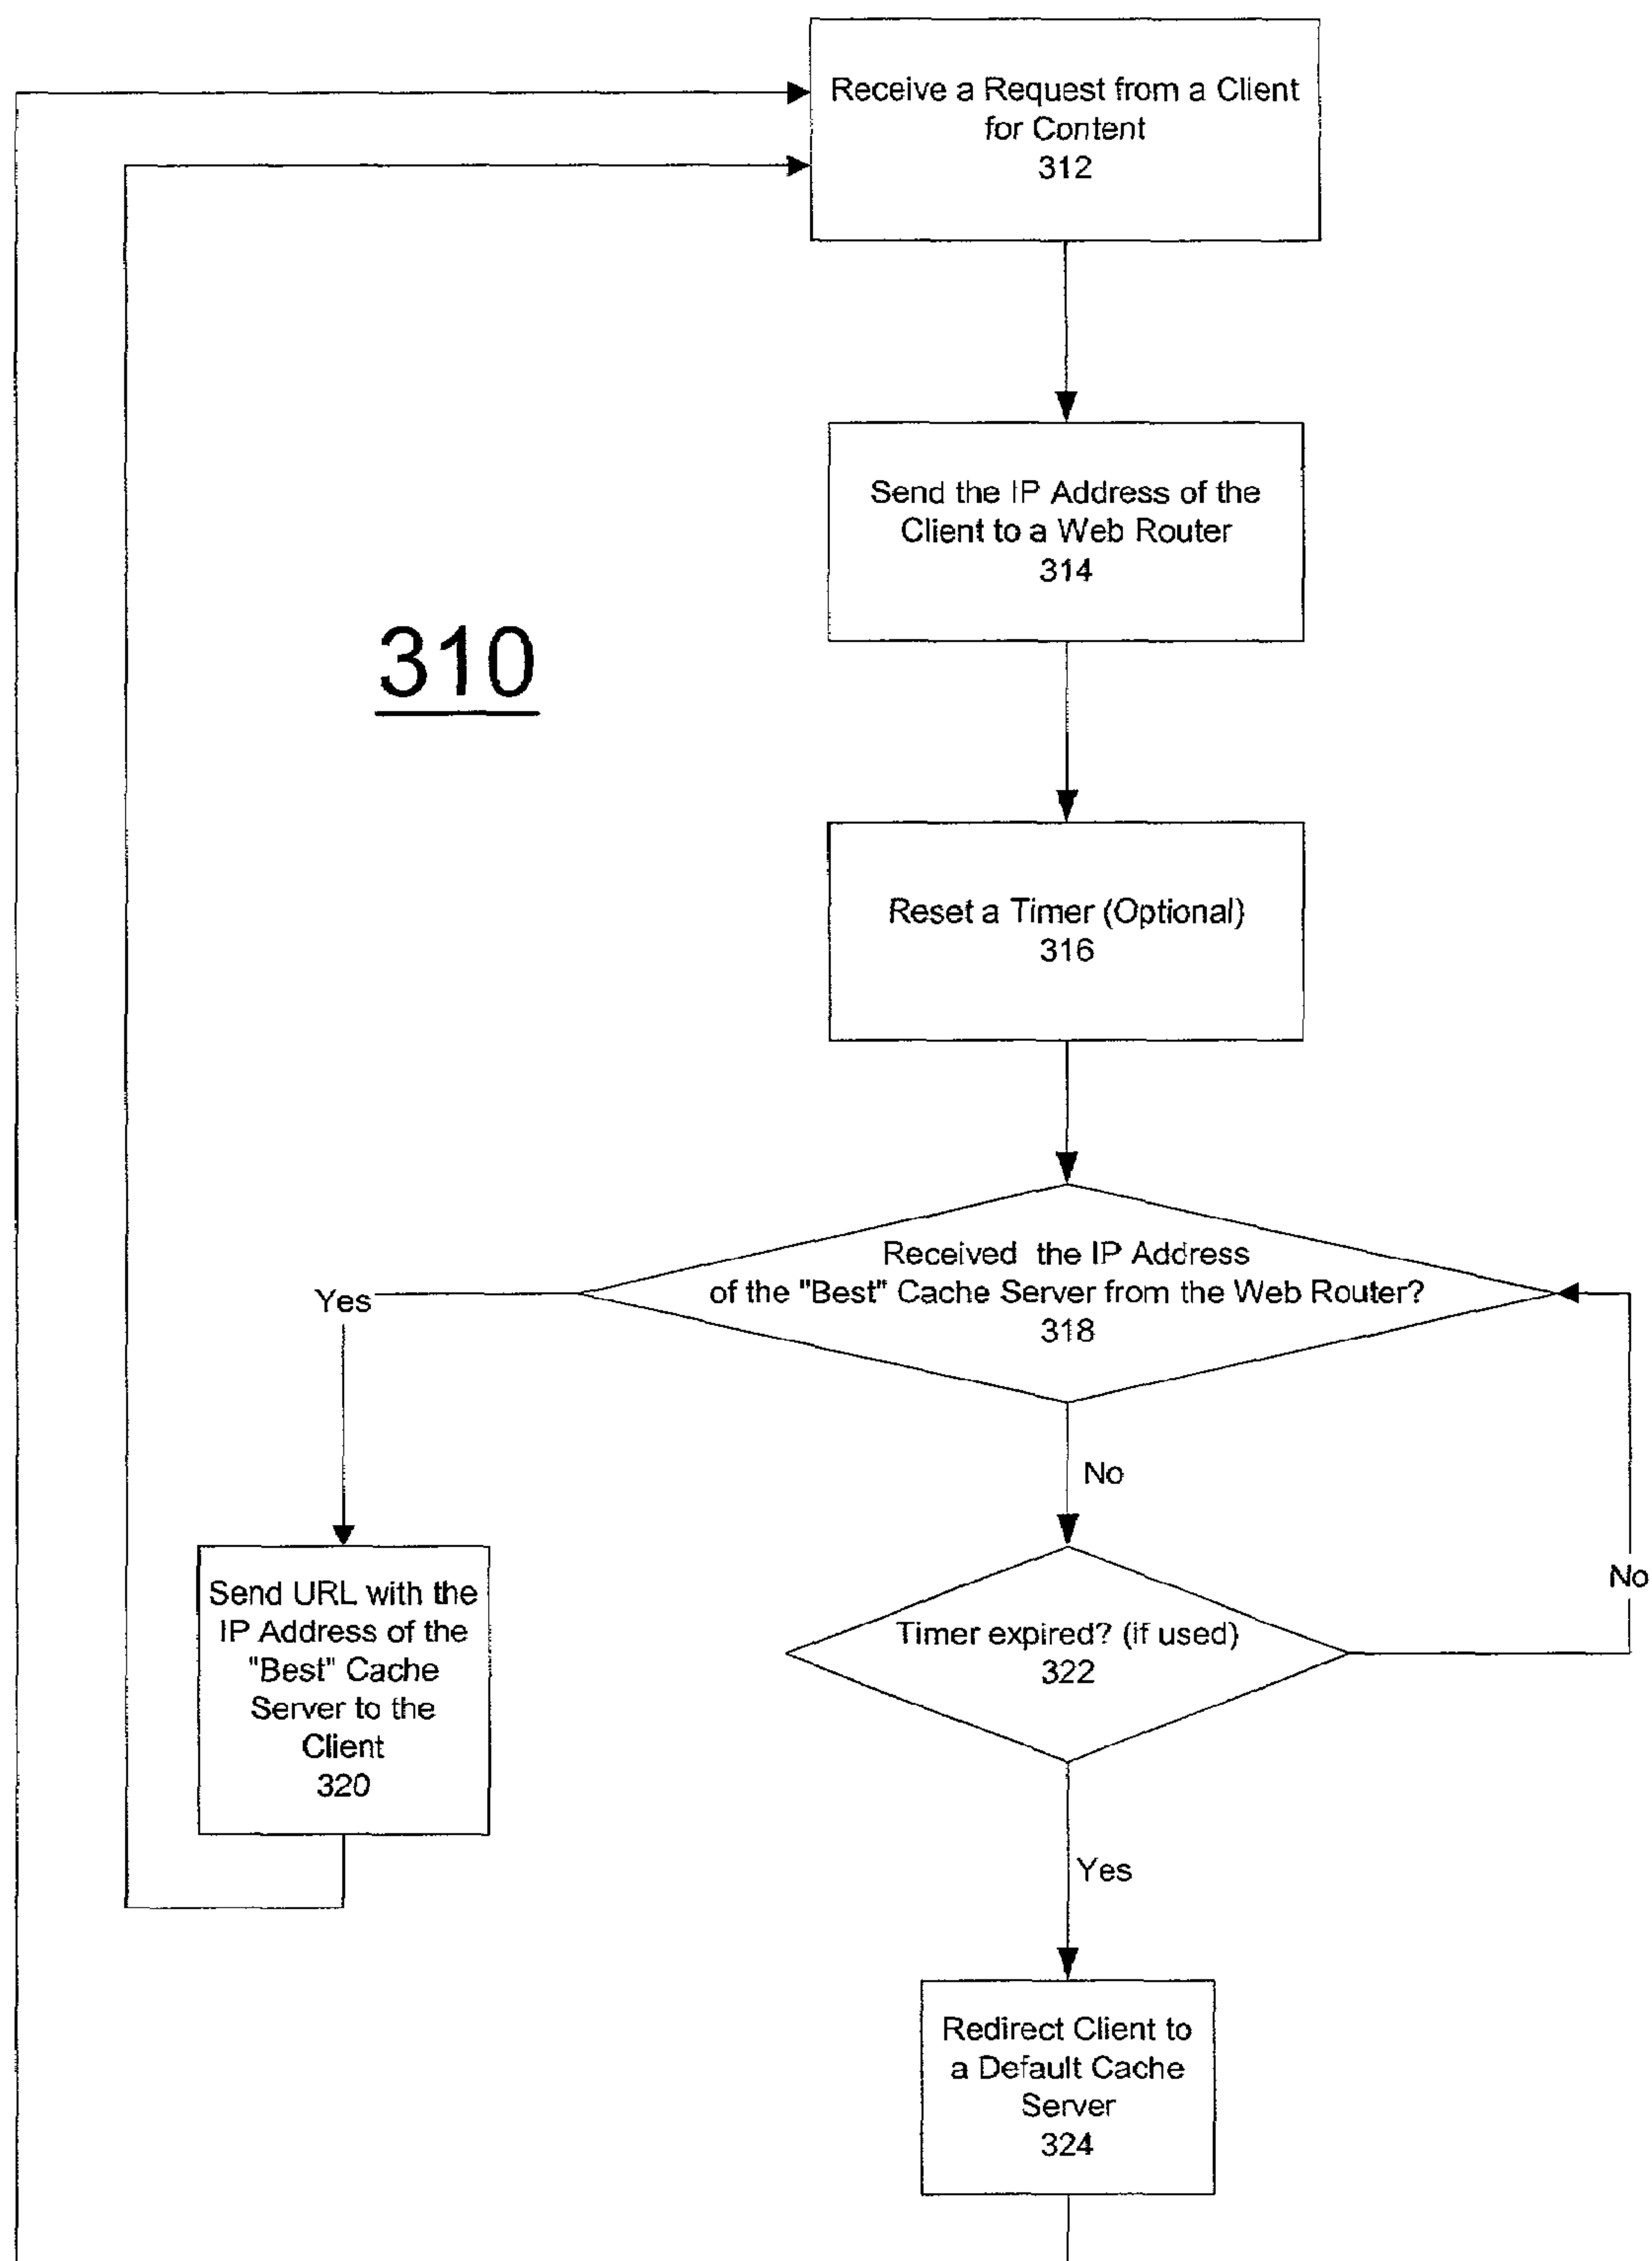 Receive a Request from a Client
for Content
312
Send the IP Address of the
Client to a Web Router
314
310
Reset a Timer (Optional)
316
Received the IP Address
of the "Best" Cache Server from the Web Router?
318
Yes
No
Send URL with the
IP Address of the
"Best" Cache
Server to the
Client
320
Timer expired? (if used)
322
No
Yes
Redirect Client to
a Default Cache
Server
324